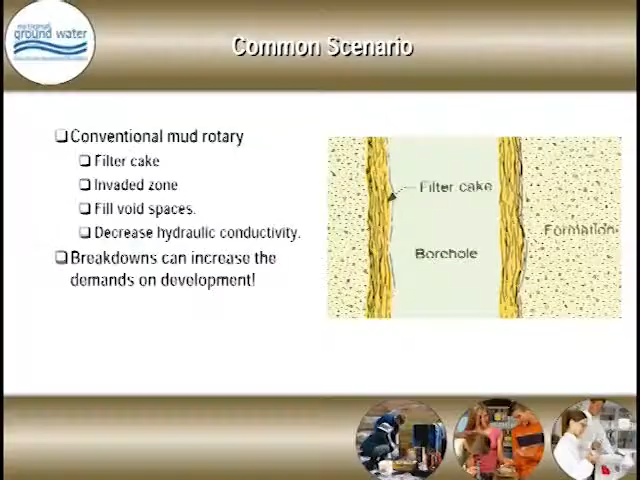 national
ground water
Common Scenario
❑Conventional mud rotary
❑Filter cake
❑Invaded zone
❑Fill void spaces.
❑Decrease hydraulic conductivity.
❑Breakdowns can increase the
demands on development!
Filter cake
Formation
Borehole